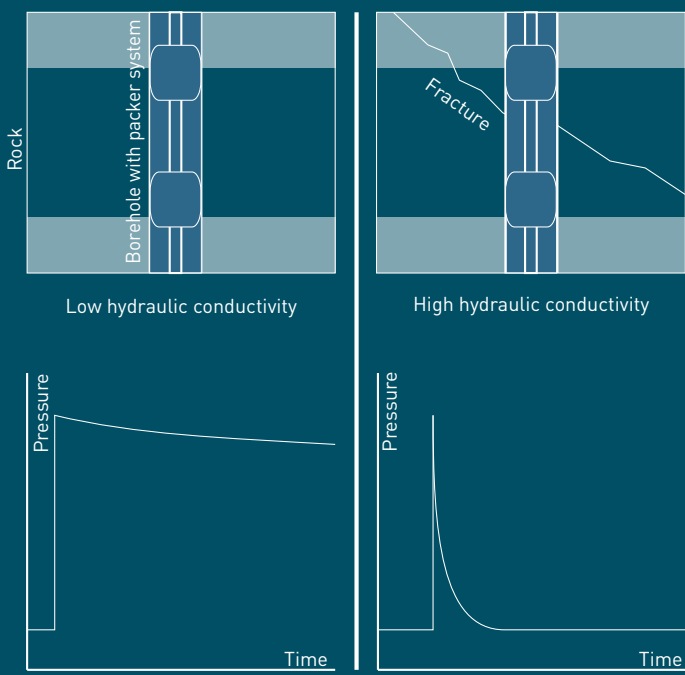 Rock
Borehole with packer system
Fracture
Low hydraulic conductivity
High hydraulic conductivity
Pressure
Time
Pressure
Time